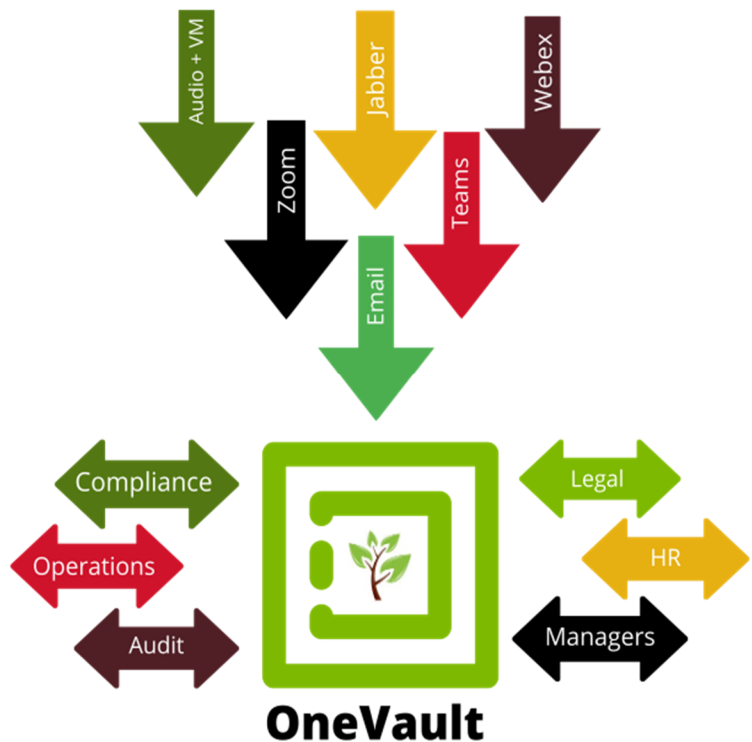 Audio + VM
Jabber
Webex
Zoom
Teams
Email
Compliance
Legal
Operations
HR
Audit
Managers
OneVault